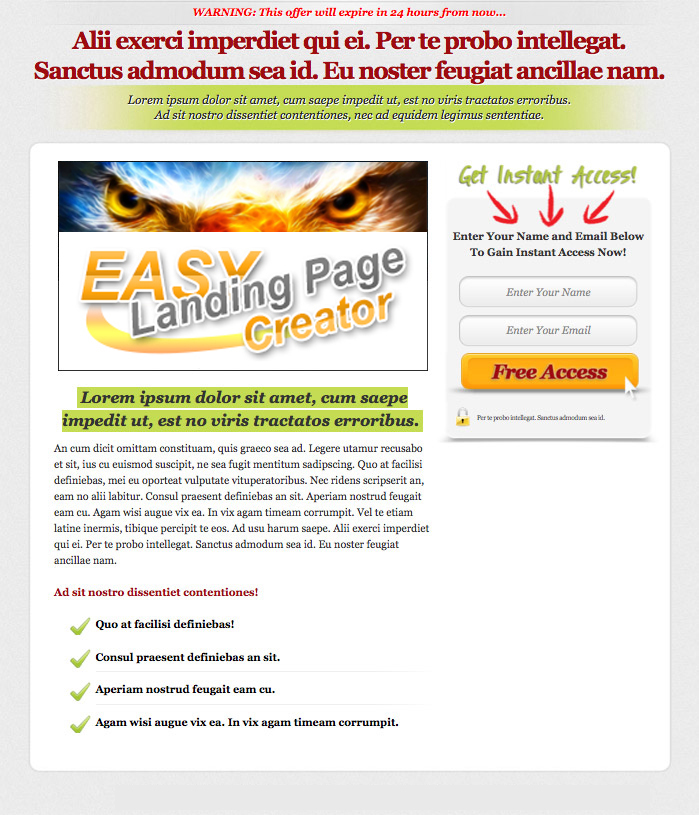 WARNING: This offer will expire in 24 hours from now...
Alii exerci imperdiet qui ei. Per te probo intellegat.
Sanctus admodum sea id. Eu noster feugiat ancillae nam.
Lorem ipsum dolor sit amet, cum saepe impedit ut, est no viris tractatos erroribus.
Ad sit nostro dissentiet contentiones, nec ad equidem legimus sententiae.
EASY
Landing Page
Creator
Lorem ipsum dolor sit amet, cum saepe
impedit ut, est no viris tractatos erroribus.
An cum dicit omittam constituam, quis graeco sea ad. Legere utamur recusabo
et sit, ius cu euismod suscipit, ne sea fugit mentitum sadipscing. Quo at facilisi
definiebas, mei eu oporteat vulputate vituperatoribus. Nec ridens scripserit an,
eam no alii labitur. Consul praesent definiebas an sit. Aperiam nostrud feugait
eam cu. Agam wisi augue vix ea. In vix agam timeam corrumpit. Vel te etiam
latine inermis, tibique percipit te eos. Ad usu harum saepe. Alii exerci imperdiet
qui ei. Per te probo intellegat. Sanctus admodum sea id. Eu noster feugiat
ancillae nam.
Ad sit nostro dissentiet contentiones!
Quo at facilisi definiebas!
Consul praesent definiebas an sit.
Aperiam nostrud feugait eam cu.
Agam wisi augue vix ea. In vix agam timeam corrumpit.
Get Instant Access!
Enter Your Name and Email Below
To Gain Instant Access Now!
Enter Your Name
Enter Your Email
Free Access
Per te probo intellegat. Sanctus admodum sea id.